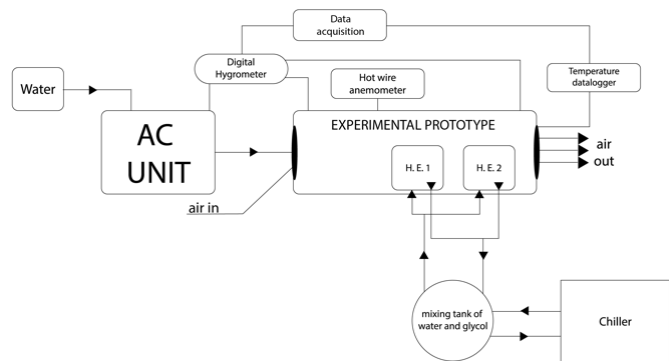 Data
acquisition
Digital
Hygrometer
Hot wire
anemometer
Temperature
datalogger
Water
AC
UNIT
EXPERIMENTAL PROTOTYPE
H. E. 1
H. E. 2
air
out
air in
mixing tank of
water and glycol
Chiller